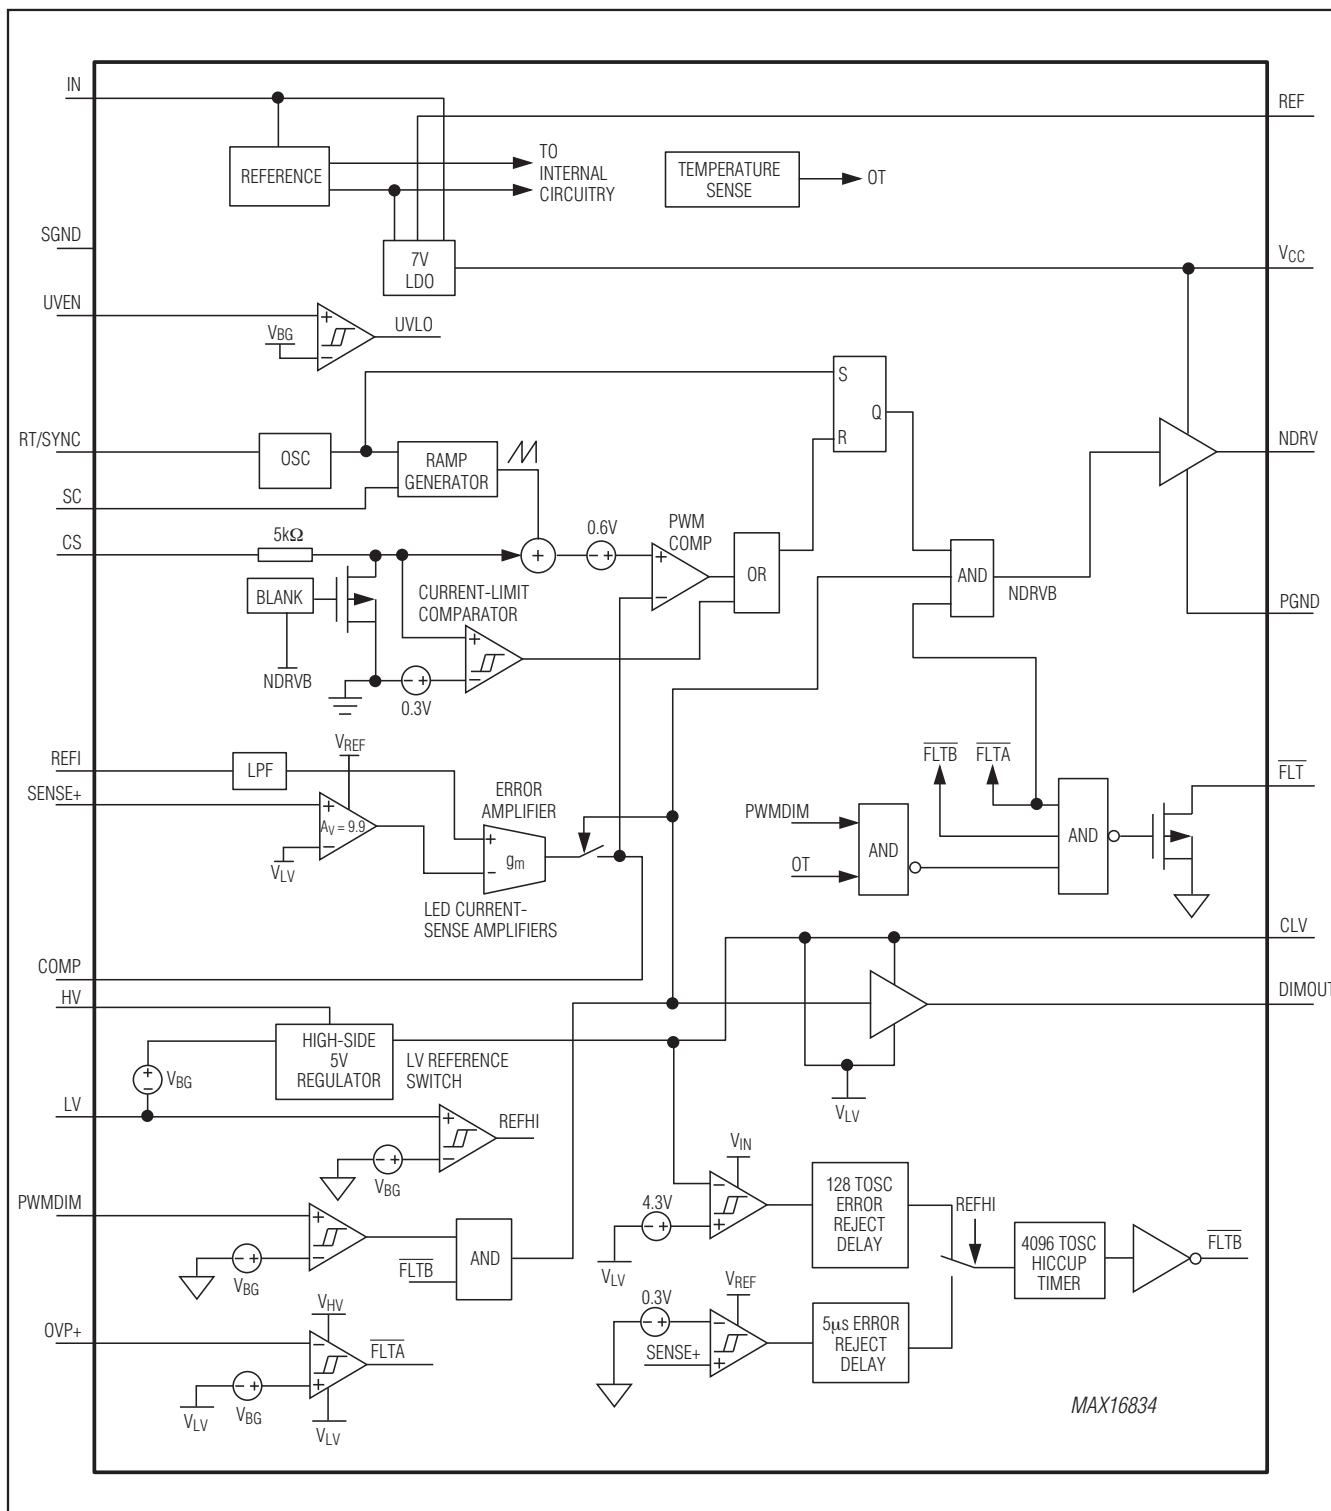 IN
REF
REFERENCE
TO
INTERNAL
CIRCUITRY
TEMPERATURE
SENSE
OT
SGND
7V
LDO
VCC
UVEN
VBG
+
−
UVLO
S
Q
R
RT/SYNC
OSC
RAMP
GENERATOR
NDRV
SC
CS
5kΩ
+
0.6V
− +
PWM
COMP
+
−
OR
AND
NDRVB
BLANK
NDRVB
CURRENT-LIMIT
COMPARATOR
+
−
− +
0.3V
PGND
REFI
LPF
VREF
SENSE+
+
AV = 9.9
−
VLV
ERROR
AMPLIFIER
+
gm
−
LED CURRENT-
SENSE AMPLIFIERS
FLTB
FLTA
FLT
PWMDIM
OT
AND
AND
COMP
CLV
HV
DIMOUT
HIGH-SIDE
5V
REGULATOR
LV REFERENCE
SWITCH
+
−
VBG
VLV
LV
+
−
REFHI
− +
VBG
PWMDIM
+
−
− +
VBG
FLTB
AND
VIN
4.3V
− +
VLV
−
+
128 TOSC
ERROR
REJECT
DELAY
REFHI
4096 TOSC
HICCUP
TIMER
FLTB
VREF
0.3V
− +
SENSE+
−
+
5µs ERROR
REJECT
DELAY
OVP+
VHV
−
+
FLTA
− +
VBG
VLV
VLV
MAX16834